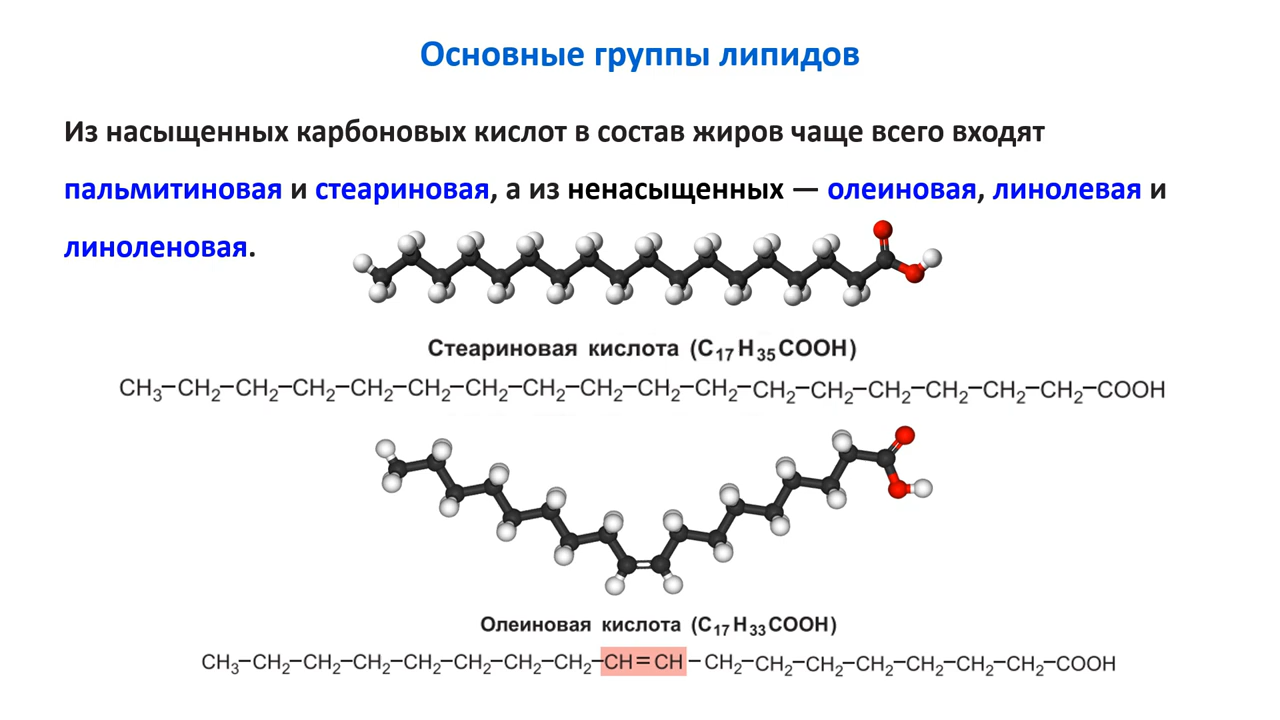 Основные группы липидов
Из насыщенных карбоновых кислот в состав жиров чаще всего входят
пальмитиновая и стеариновая, а из ненасыщенных — олеиновая, линолевая и
линоленовая.
Стеариновая кислота (C₁₇H₃₅COOH)
CH₃–CH₂–CH₂–CH₂–CH₂–CH₂–CH₂–CH₂–CH₂–CH₂–CH₂–CH₂–CH₂–CH₂–CH₂–CH₂–CH₂–COOH
Олеиновая кислота (C₁₇H₃₃COOH)
CH₃–CH₂–CH₂–CH₂–CH₂–CH₂–CH₂–CH₂–CH=CH–CH₂–CH₂–CH₂–CH₂–CH₂–CH₂–CH₂–COOH